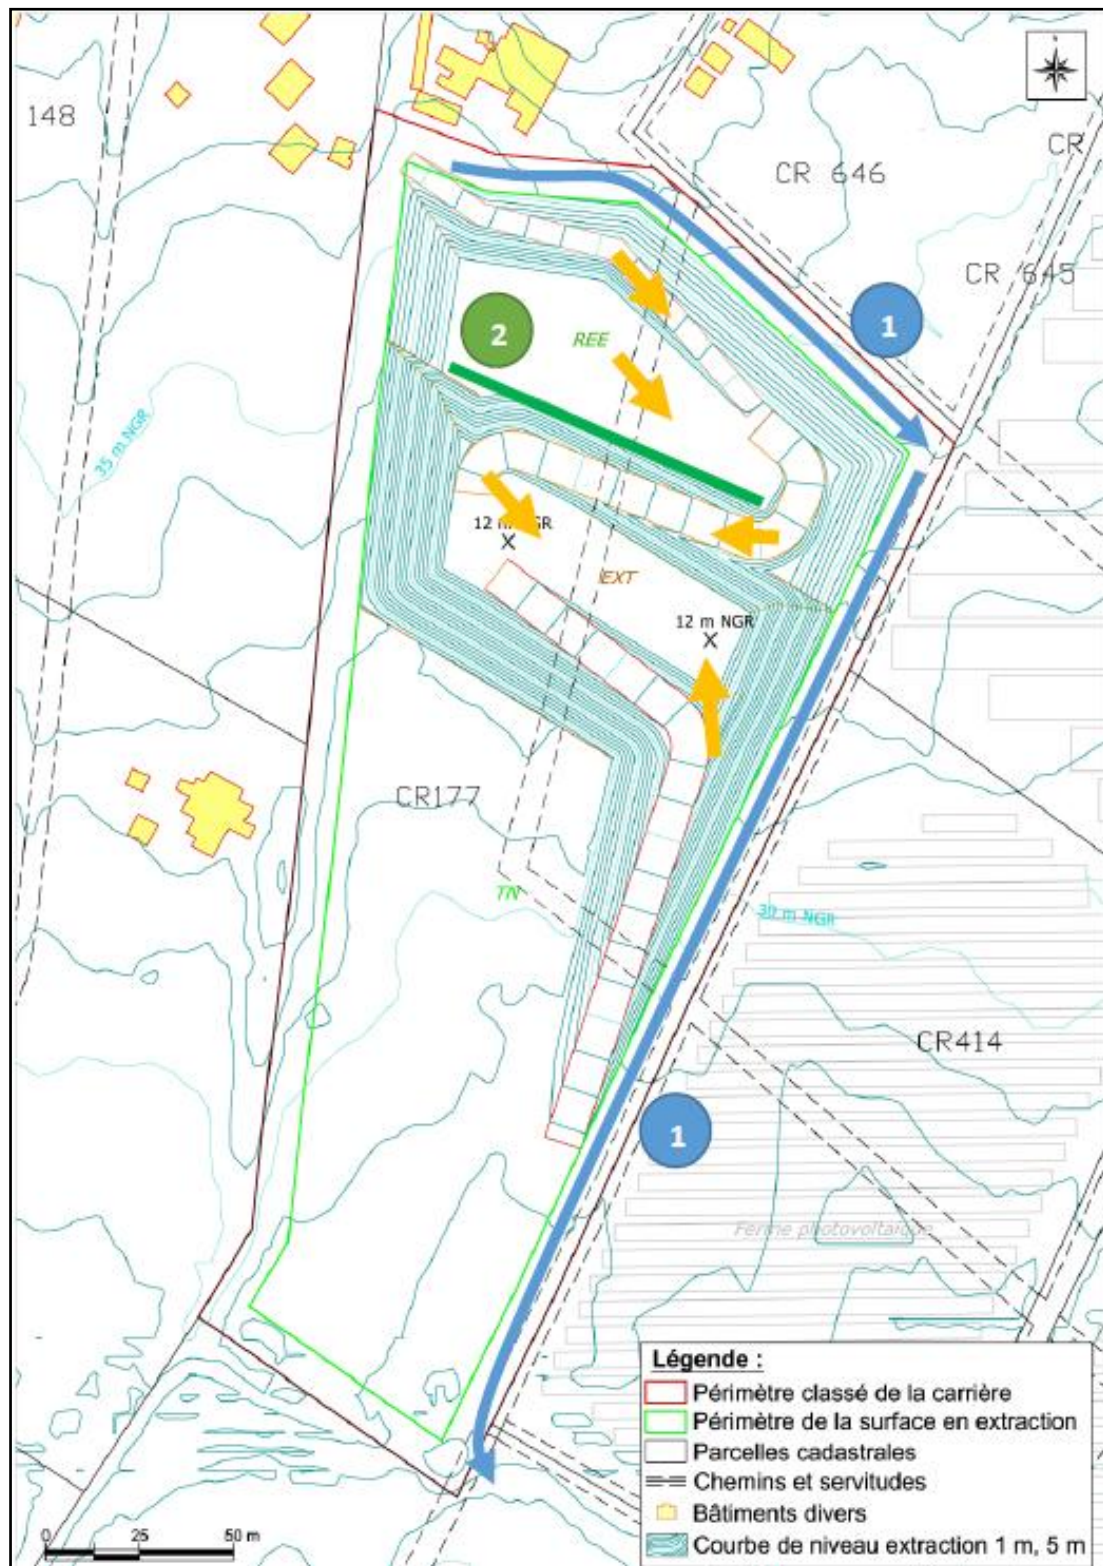 148
CR
CR 646
CR 645
1
2
REE
35 m NGR
12 m NGR
EXT
12 m NGR
CR177
TN
30 m NGR
CR414
1
Ferme photovoltaïque
Légende :
Périmètre classé de la carrière
Périmètre de la surface en extraction
Parcelles cadastrales
Chemins et servitudes
Bâtiments divers
Courbe de niveau extraction 1 m, 5 m
0 25 50 m